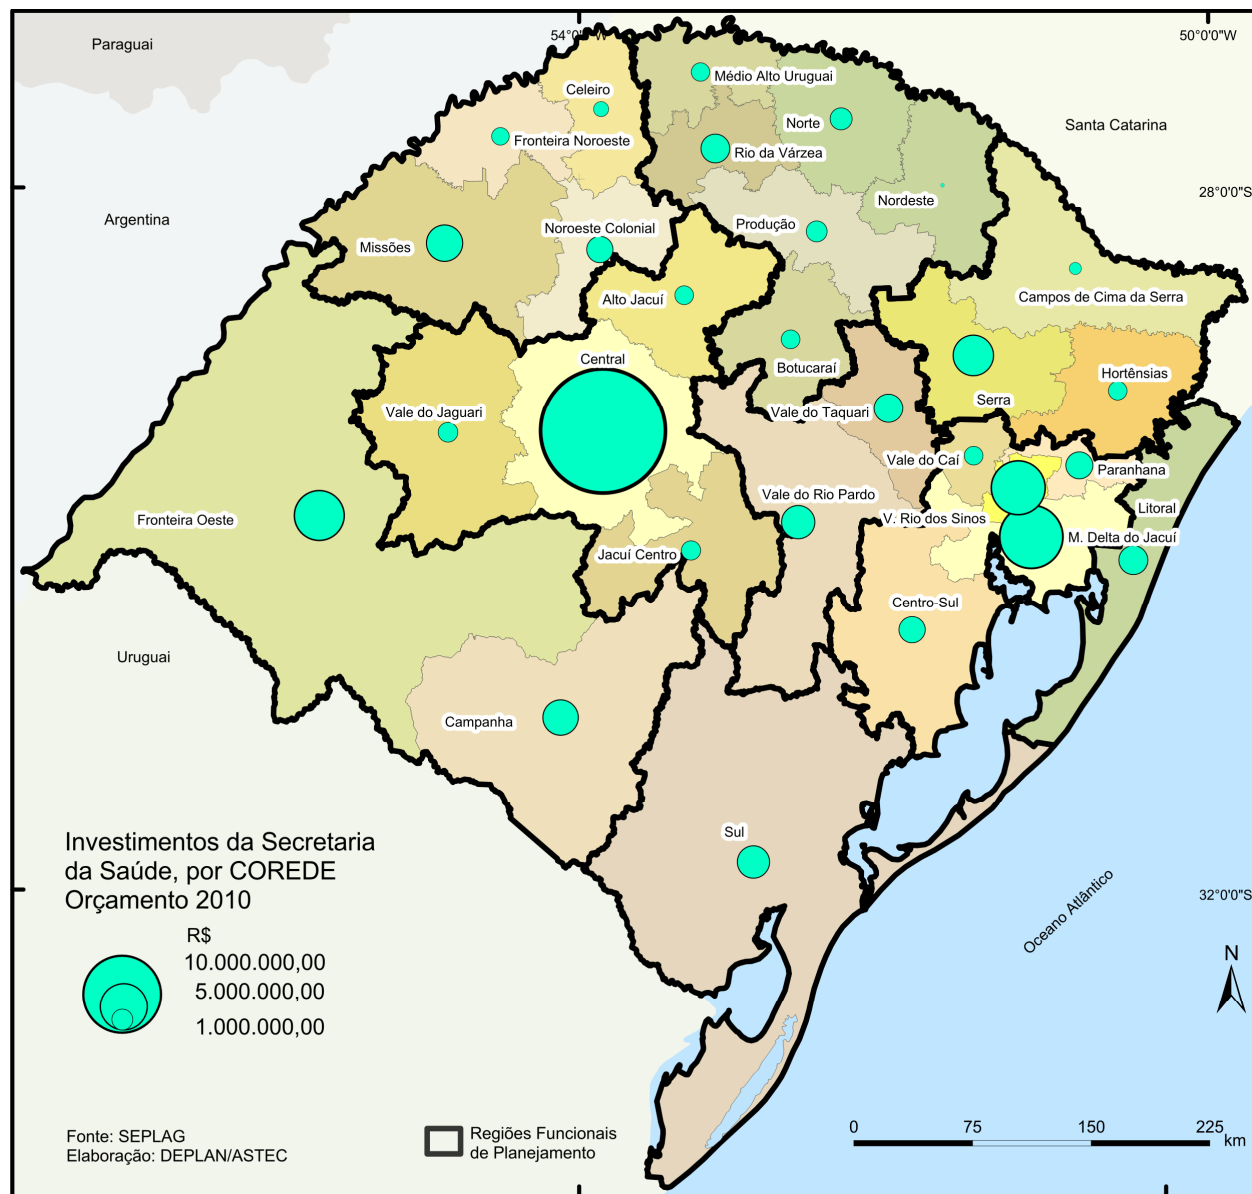 Paraguai
54°0'0"W
50°0'0"W
Médio Alto Uruguai
Celeiro
Norte
Santa Catarina
Fronteira Noroeste
Rio da Várzea
28°0'0"S
Nordeste
Argentina
Noroeste Colonial
Produção
Missões
Campos de Cima da Serra
Alto Jacuí
Central
Botucaraí
Hortênsias
Serra
Vale do Jaguari
Vale do Taquari
Vale do Caí
Paranhana
Vale do Rio Pardo
Litoral
Fronteira Oeste
V. Rio dos Sinos
M. Delta do Jacuí
Jacuí Centro
Centro-Sul
Uruguai
Campanha
Sul
Investimentos da Secretaria
da Saúde, por COREDE
Orçamento 2010
32°0'0"S
Oceano Atlântico
R$
10.000.000,00
5.000.000,00
1.000.000,00
N
Fonte: SEPLAG
Elaboração: DEPLAN/ASTEC
Regiões Funcionais
de Planejamento
0 75 150 225
km